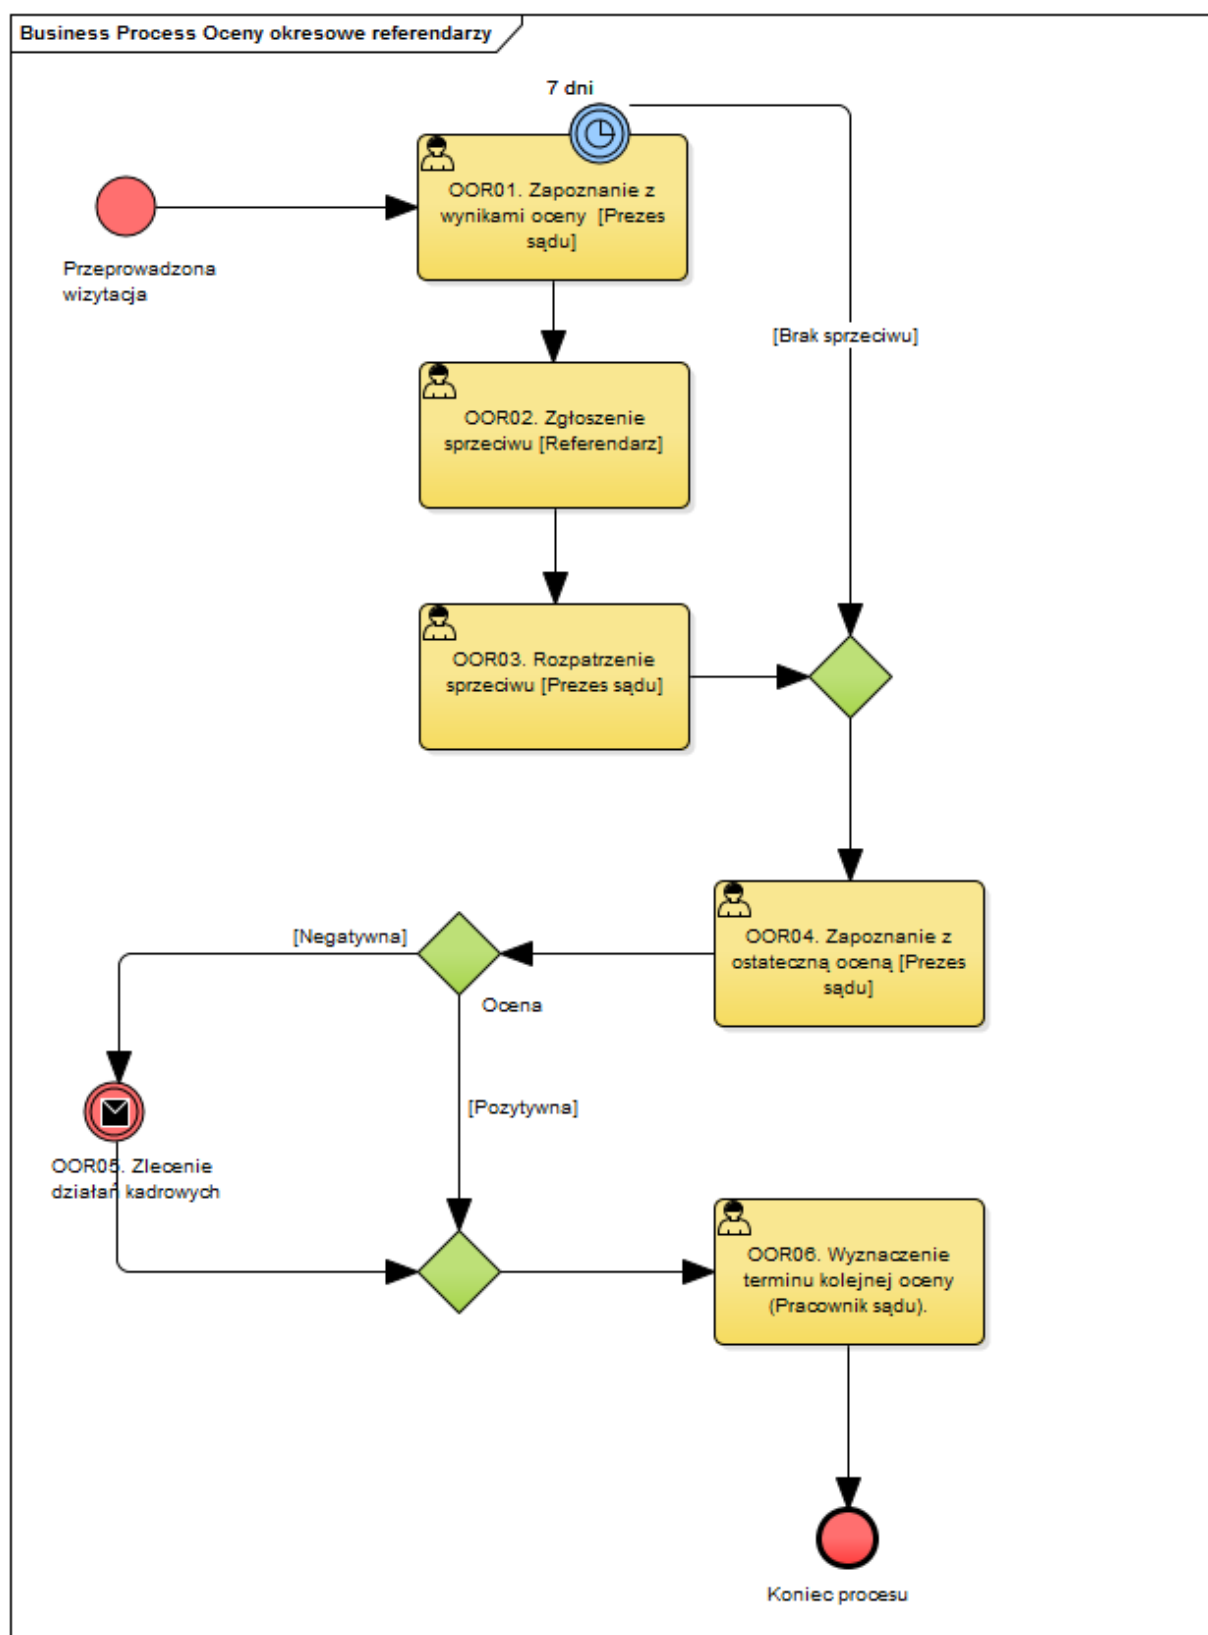 Business Process Oceny okresowe referendarzy
7 dni
OOR01. Zapoznanie z
wynikami oceny [Prezes
sądu]
Przeprowadzona
wizytacja
[Brak sprzeciwu]
OOR02. Zgłoszenie
sprzeciwu [Referendarz]
OOR03. Rozpatrzenie
sprzeciwu [Prezes sądu]
OOR04. Zapoznanie z
ostateczną oceną [Prezes
sądu]
[Negatywna]
Ocena
[Pozytywna]
OOR05. Zlecenie
działań kadrowych
OOR06. Wyznaczenie
terminu kolejnej oceny
(Pracownik sądu).
Koniec procesu